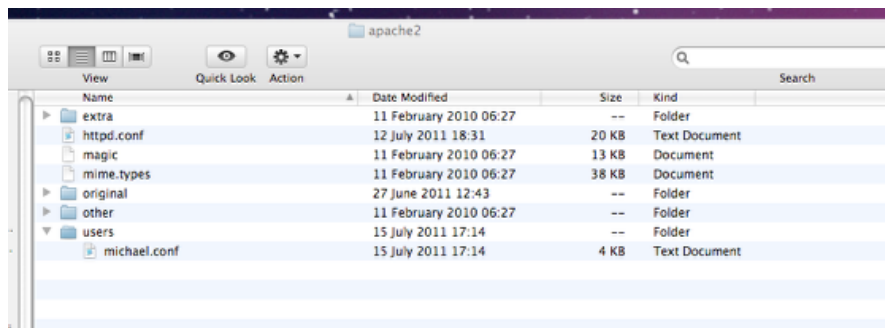 apache2
View Quick Look Action Search
Name Date Modified Size Kind
extra 11 February 2010 06:27 -- Folder
httpd.conf 12 July 2011 18:31 20 KB Text Document
magic 11 February 2010 06:27 13 KB Document
mime.types 11 February 2010 06:27 38 KB Document
original 27 June 2011 12:43 -- Folder
other 11 February 2010 06:27 -- Folder
users 15 July 2011 17:14 -- Folder
michael.conf 15 July 2011 17:14 4 KB Text Document